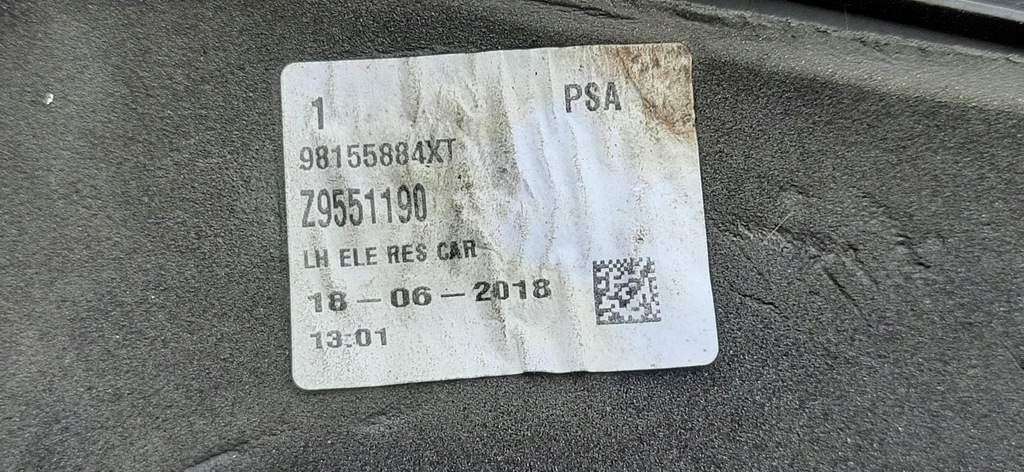 1 PSA
98155884XT
Z9551190
LH ELE RES CAR
18-06-2018
13:01